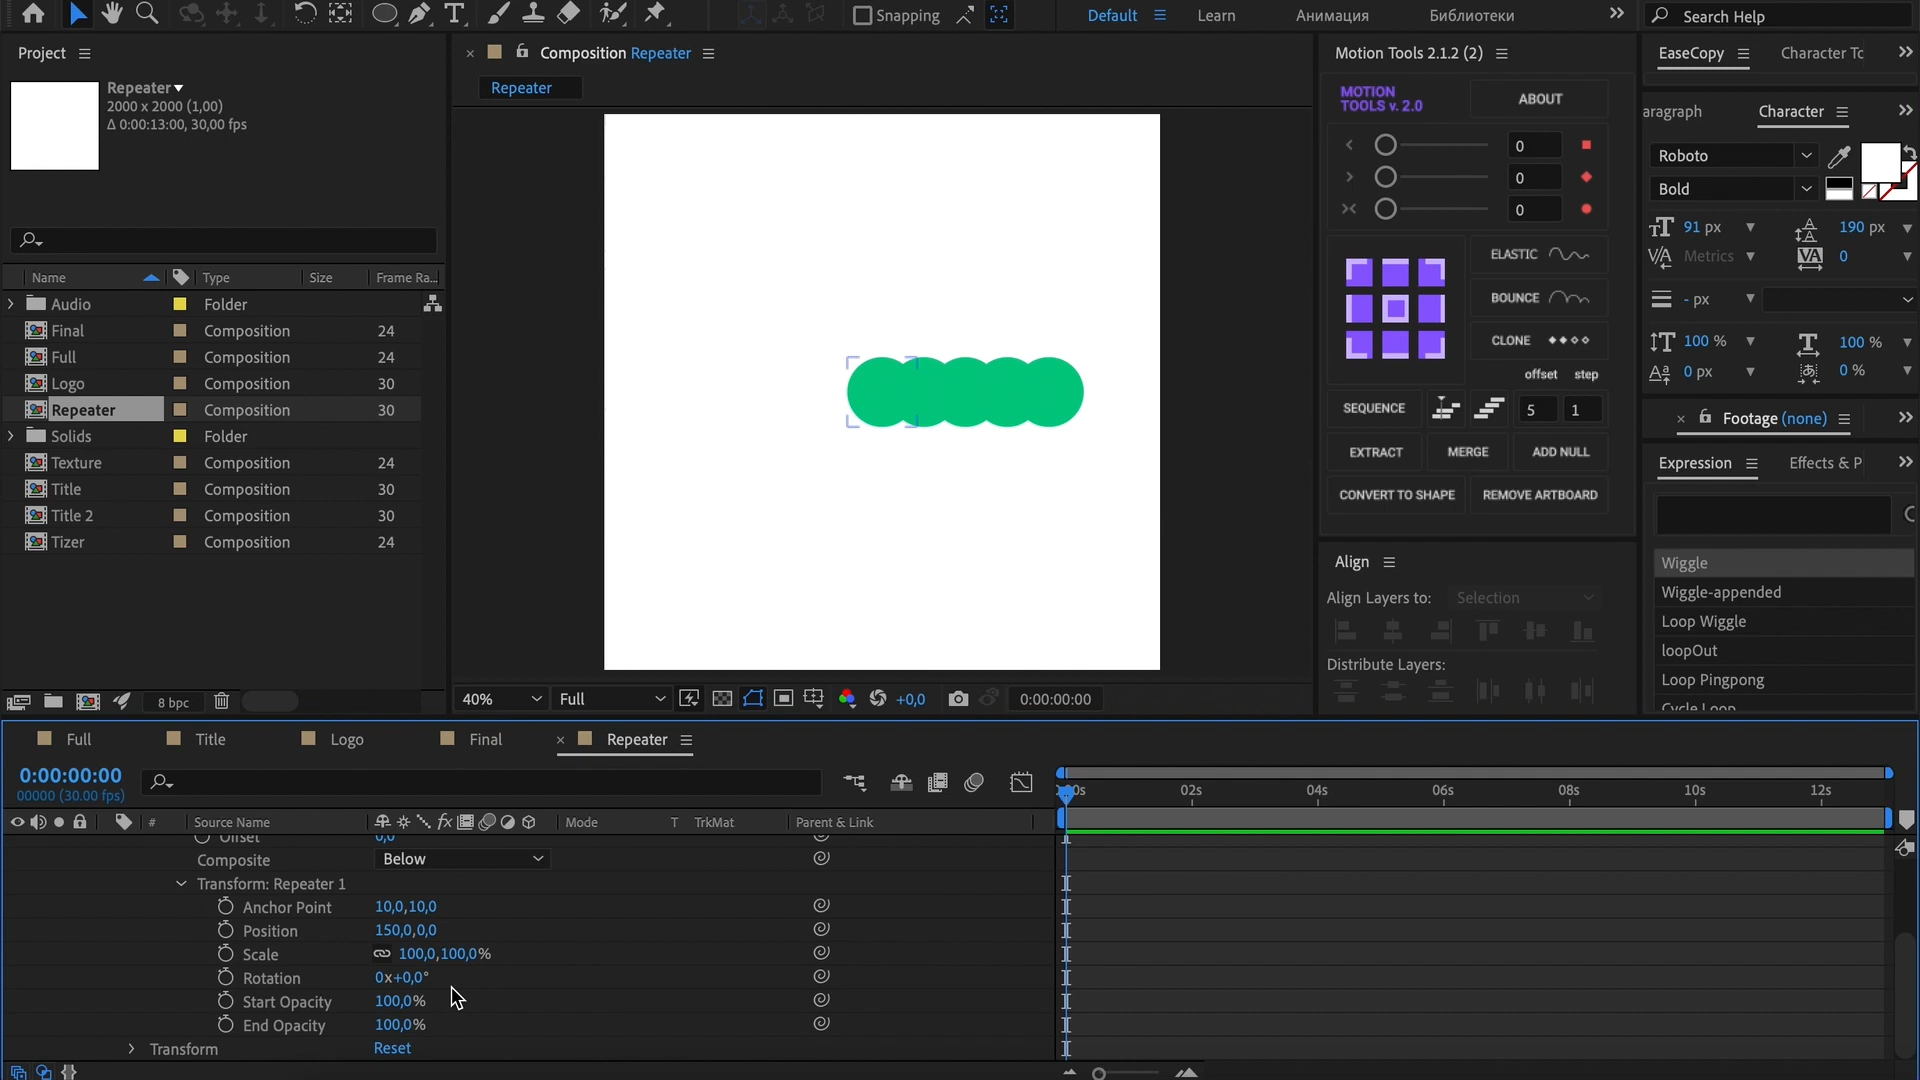 Snapping
Default
Learn
Анимация
Библиотеки
Search Help
Project
Repeater
2000 x 2000 (1,00)
Δ 0:00:13:00, 30,00 fps
Name
Type
Size
Frame Ra...
Audio
Folder
Final
Composition
24
Full
Composition
24
Logo
Composition
30
Repeater
Composition
30
Solids
Folder
Texture
Composition
24
Title
Composition
30
Title 2
Composition
30
Tizer
Composition
24
8 bpc
Composition Repeater
Repeater
40%
Full
+0,0
0:00:00:00
Motion Tools 2.1.2 (2)
MOTION
TOOLS v. 2.0
ABOUT
0
0
0
ELASTIC
BOUNCE
CLONE
offset
step
SEQUENCE
5
1
EXTRACT
MERGE
ADD NULL
CONVERT TO SHAPE
REMOVE ARTBOARD
Align
Align Layers to:
Selection
Distribute Layers:
EaseCopy
Character Tc
aragraph
Character
Roboto
Bold
91 px
190 px
Metrics
0
- px
100 %
100 %
0 px
0 %
Footage (none)
Expression
Effects & P
Wiggle
Wiggle-appended
Loop Wiggle
loopOut
Loop Pingpong
Cycle Loop
Full
Title
Logo
Final
Repeater
0:00:00:00
00000 (30.00 fps)
#
Source Name
Mode
T
TrkMat
Parent & Link
02s
04s
06s
08s
10s
12s
Offset
0,0
Composite
Below
Transform: Repeater 1
Anchor Point
10,0,10,0
Position
150,0,0,0
Scale
100,0,100,0%
Rotation
0x+0,0°
Start Opacity
100,0%
End Opacity
100,0%
Transform
Reset